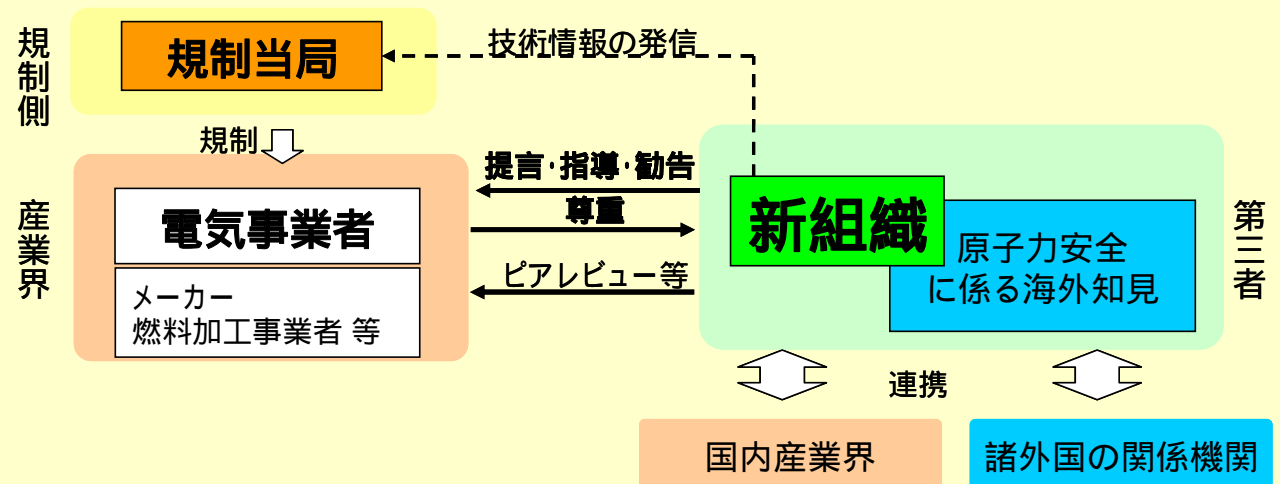 規制側
規制当局
技術情報の発信
規制
産業界
電気事業者
メーカー
燃料加工事業者 等
提言・指導・勧告
尊重
ピアレビュー等
新組織
原子力安全
に係る海外知見
第三者
連携
国内産業界
諸外国の関係機関